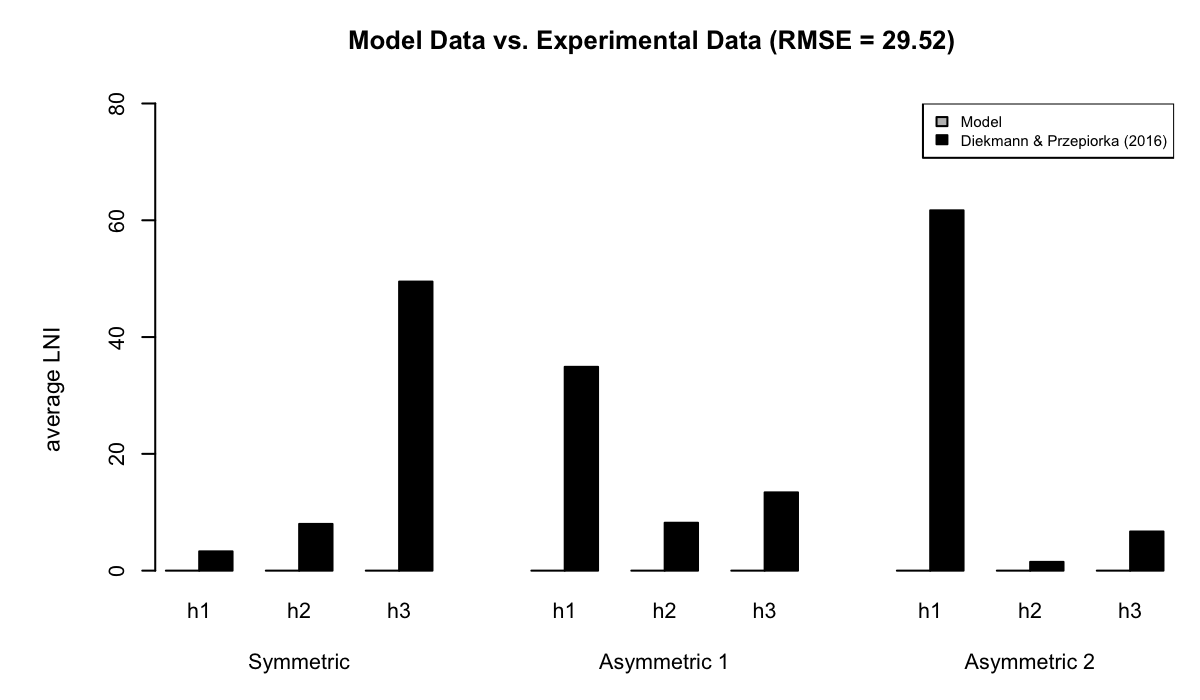 Model Data vs. Experimental Data (RMSE = 29.52)
Model
Diekmann & Przepiorka (2016)
average LNI
80
60
40
20
0
h1 h2 h3 h1 h2 h3 h1 h2 h3
Symmetric Asymmetric 1 Asymmetric 2